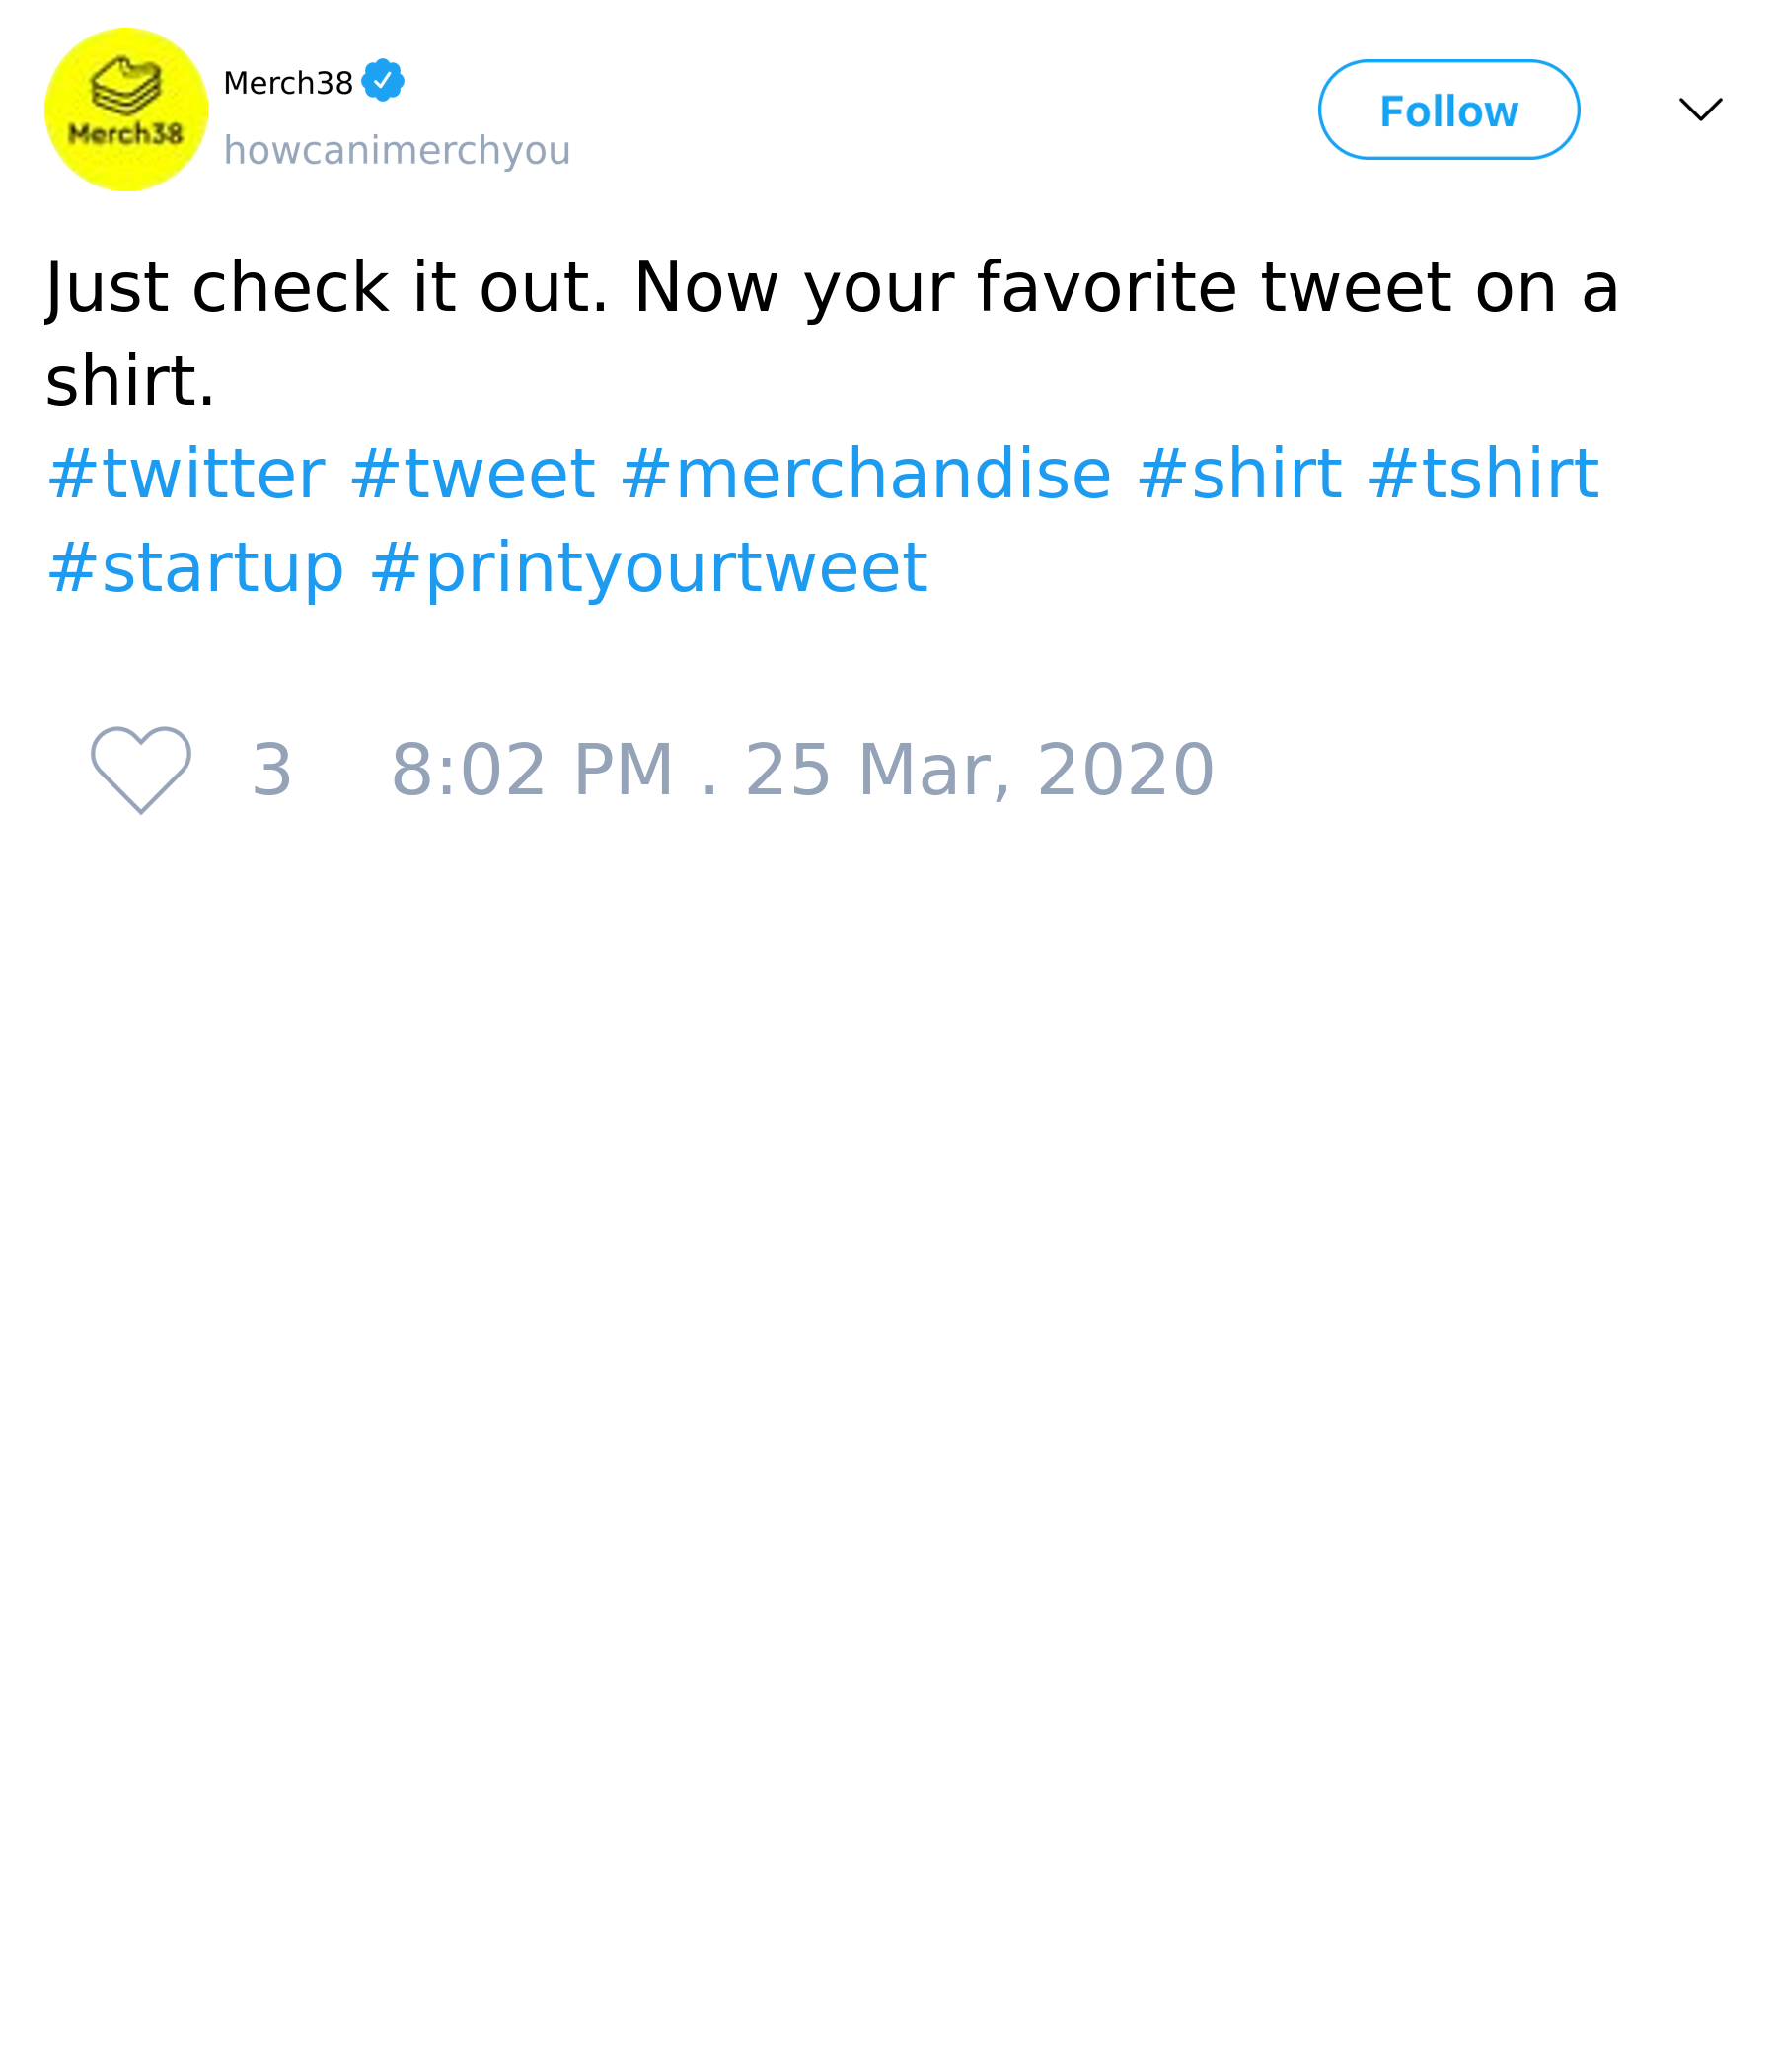 Merch38
Merch38
howcanimerchyou
Follow
Just check it out. Now your favorite tweet on a
shirt.
#twitter #tweet #merchandise #shirt #tshirt
#startup #printyourtweet
3 8:02 PM . 25 Mar, 2020